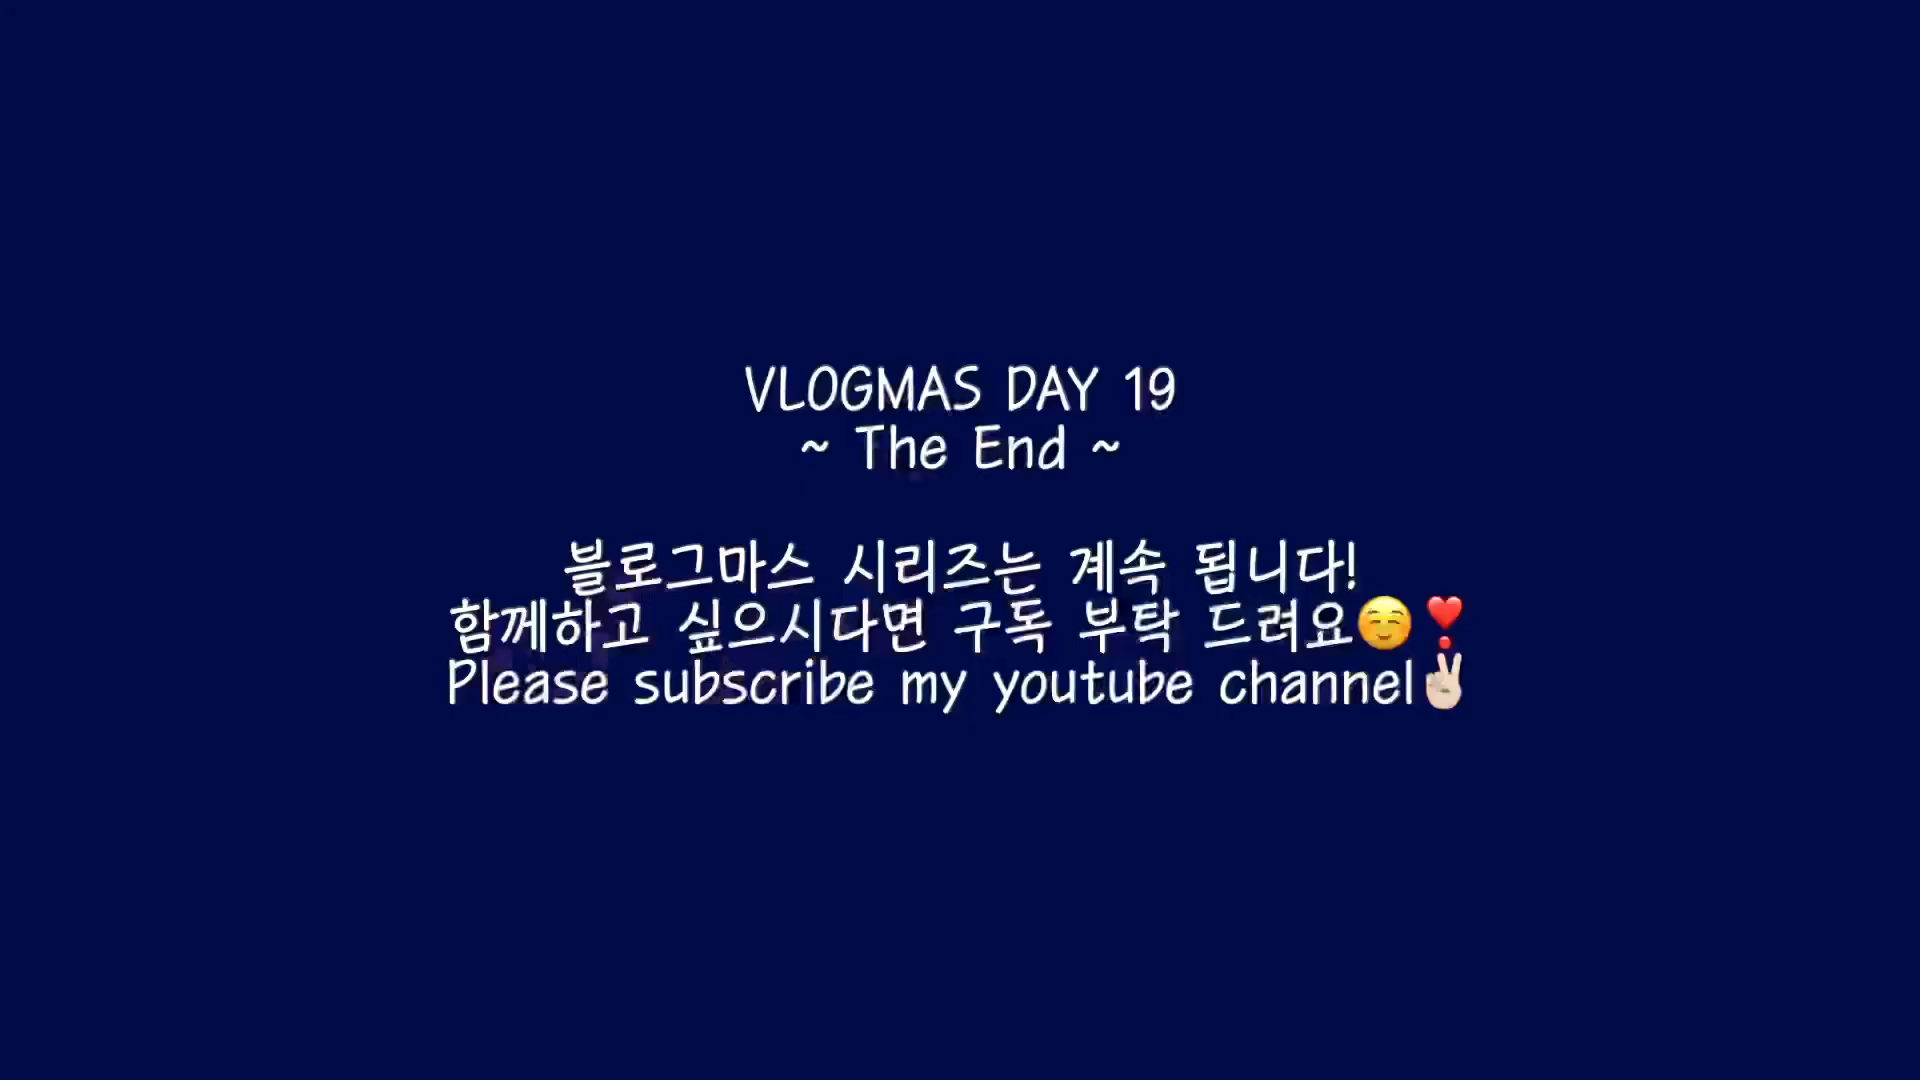 VLOGMAS DAY 19
~ The End ~
블로그마스 시리즈는 계속 됩니다!
함께하고 싶으시다면 구독 부탁 드려요☺️❣️
Please subscribe my youtube channel✌🏻